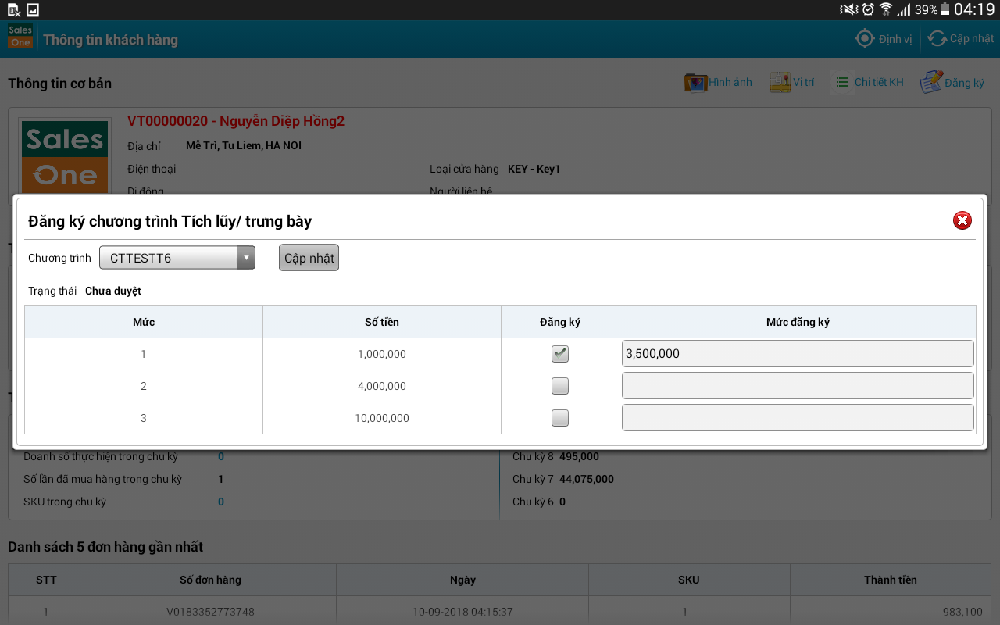 39% 04:19
Sales One Thông tin khách hàng Định vị Cập nhật
Thông tin cơ bản Hình ảnh Vị trí Chi tiết KH Đăng ký
VT00000020 - Nguyễn Diệp Hồng2
Sales One
Địa chỉ Mễ Trì, Tu Liem, HA NOI
Điện thoại Loại cửa hàng KEY - Key1
Di động Người liên hệ
Đăng ký chương trình Tích lũy/ trưng bày
Chương trình CTTESTT6 Cập nhật
Trạng thái Chưa duyệt
Mức Số tiền Đăng ký Mức đăng ký
1 1,000,000 3,500,000
2 4,000,000
3 10,000,000
Doanh số thực hiện trong chu kỳ 0 Chu kỳ 8 495,000
Số lần đã mua hàng trong chu kỳ 1 Chu kỳ 7 44,075,000
SKU trong chu kỳ 0 Chu kỳ 6 0
Danh sách 5 đơn hàng gần nhất
STT Số đơn hàng Ngày SKU Thành tiền
1 V0183352773748 10-09-2018 04:15:37 1 983,100